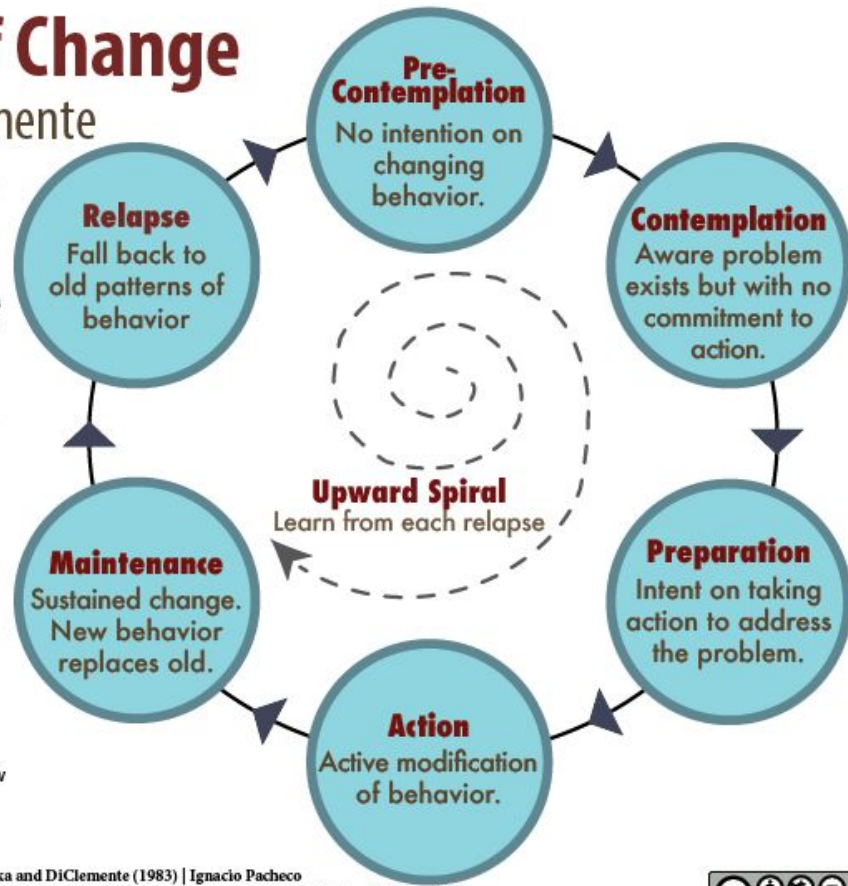 Change
Pre-
Contemplation
No intention on
changing
behavior.
Contemplation
Aware problem
exists but with no
commitment to
action.
Preparation
Intent on taking
action to address
the problem.
Action
Active modification
of behavior.
Maintenance
Sustained change.
New behavior
replaces old.
Relapse
Fall back to
old patterns of
behavior
Upward Spiral
Learn from each relapse
and DiClemente (1983) | Ignacio Pacheco